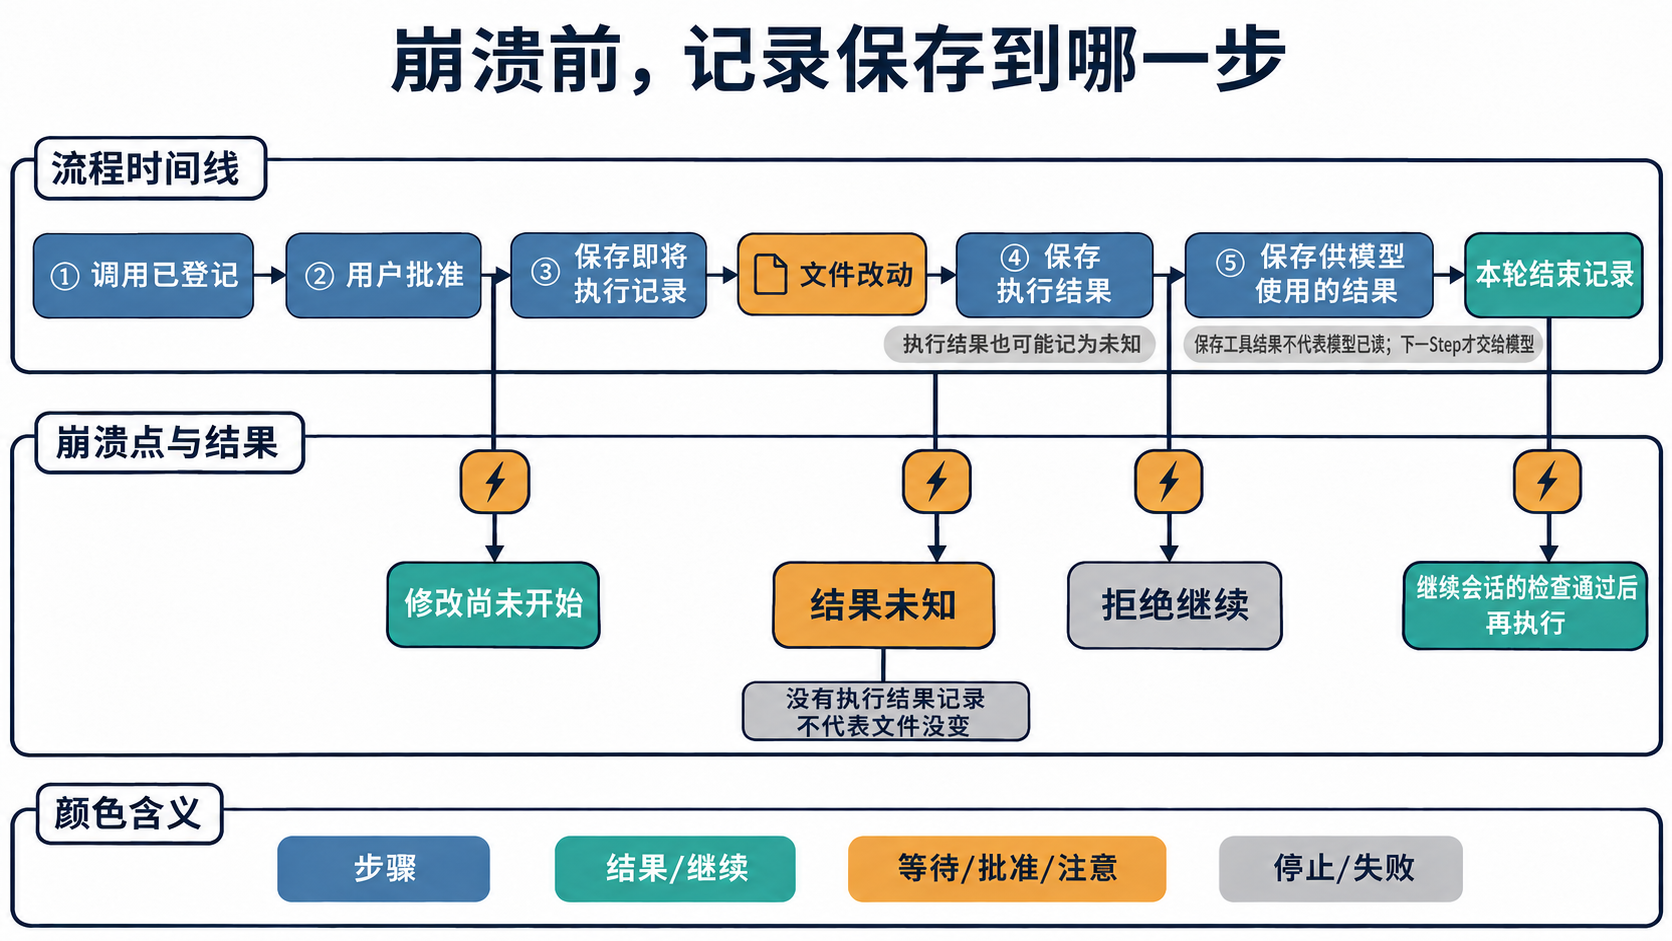 崩溃前，记录保存到哪一步
流程时间线
① 调用已登记
② 用户批准
③ 保存即将
执行记录
文件改动
④ 保存
执行结果
⑤ 保存供模型
使用的结果
本轮结束记录
执行结果也可能记为未知
保存工具结果不代表模型已读；下一Step才交给模型
崩溃点与结果
修改尚未开始
结果未知
拒绝继续
继续会话的检查通过后
再执行
没有执行结果记录
不代表文件没变
颜色含义
步骤
结果/继续
等待/批准/注意
停止/失败